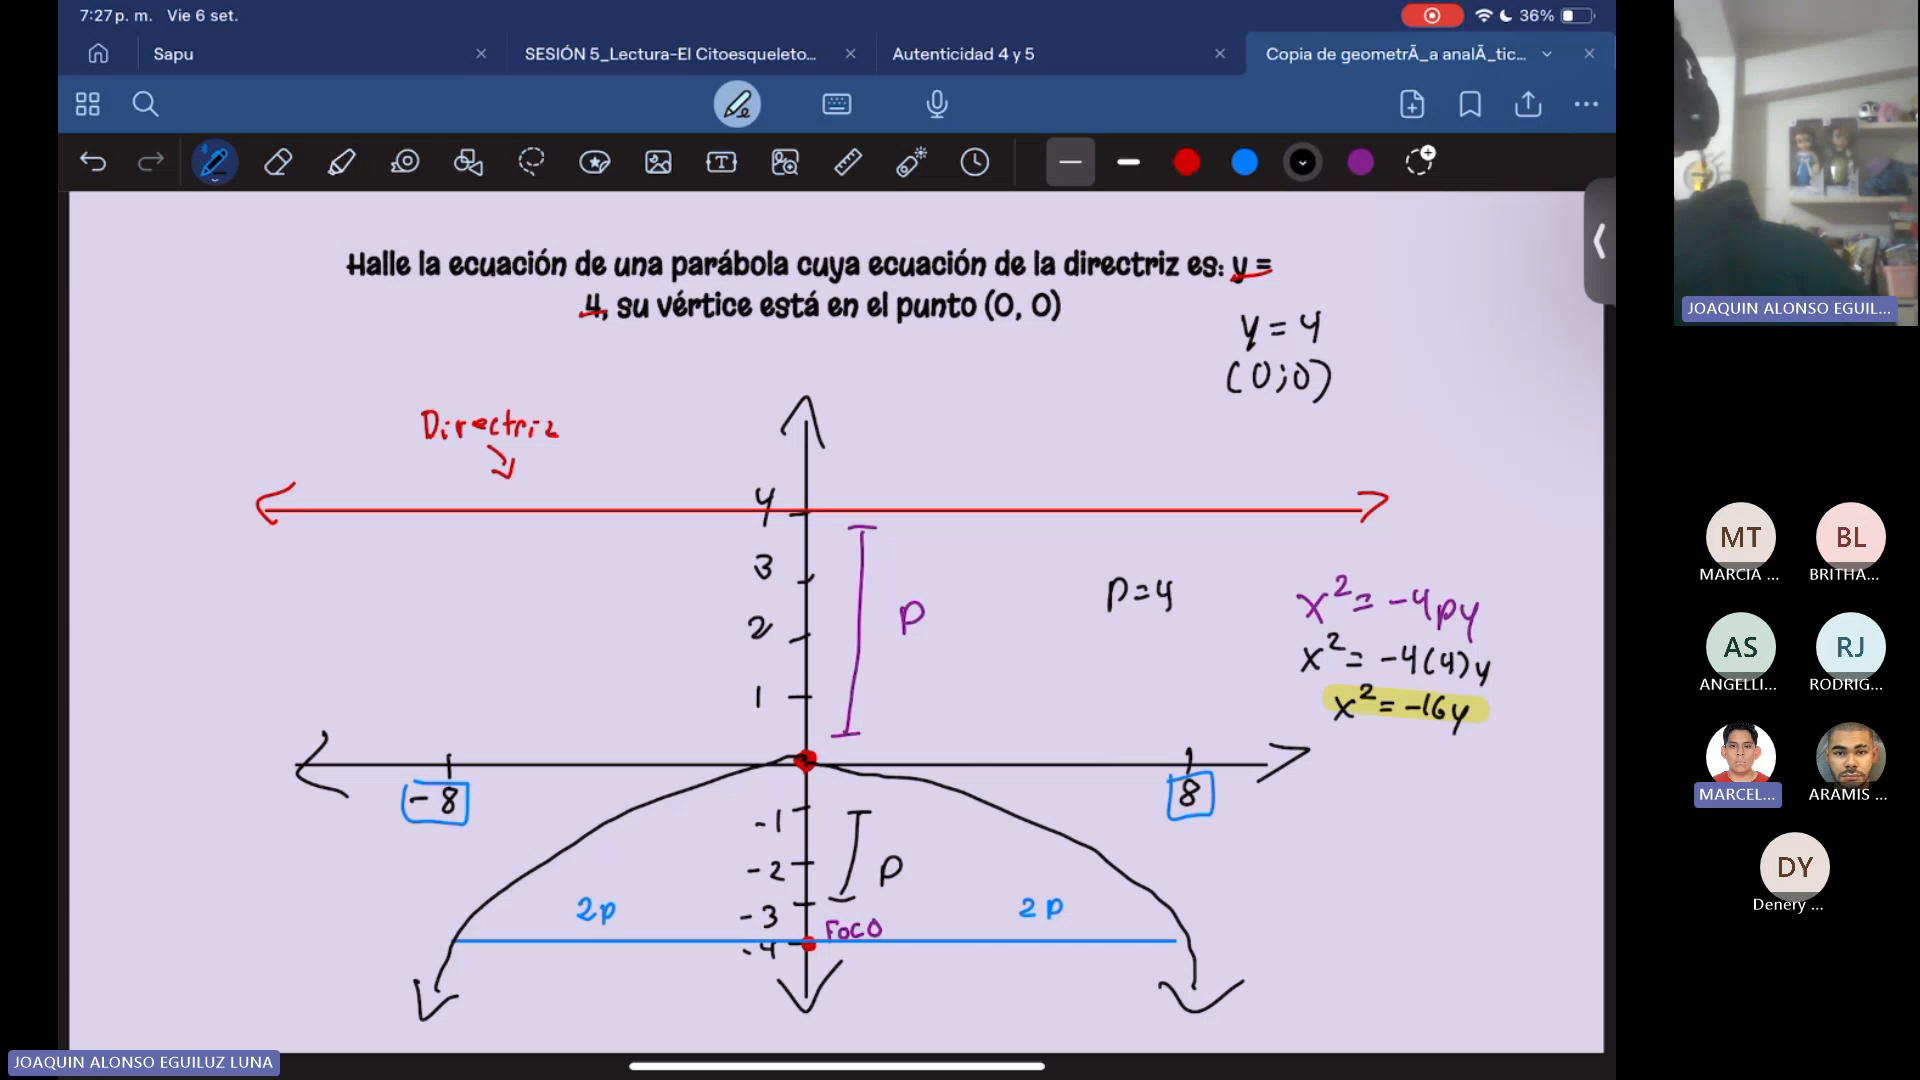 7:27 p. m. Vie 6 set.
36%
Sapu
SESIÓN 5_Lectura-El Citoesqueleto...
Autenticidad 4 y 5
Copia de geometrÃ_a analÃ_tic...
Halle la ecuación de una parábola cuya ecuación de la directriz es: y =
4, su vértice está en el punto (0, 0)
y = 4
(0;0)
Directriz
4
3
2
1
P
P=4
x² = -4py
x² = -4(4)y
x² = -16y
-8
8
-1
-2
-3
-4
P
2p
2p
Foco
JOAQUIN ALONSO EGUIL...
MT
MARCIA ...
BL
BRITHA...
AS
ANGELLI...
RJ
RODRIG...
MARCEL...
ARAMIS ...
DY
Denery ...
JOAQUIN ALONSO EGUILUZ LUNA